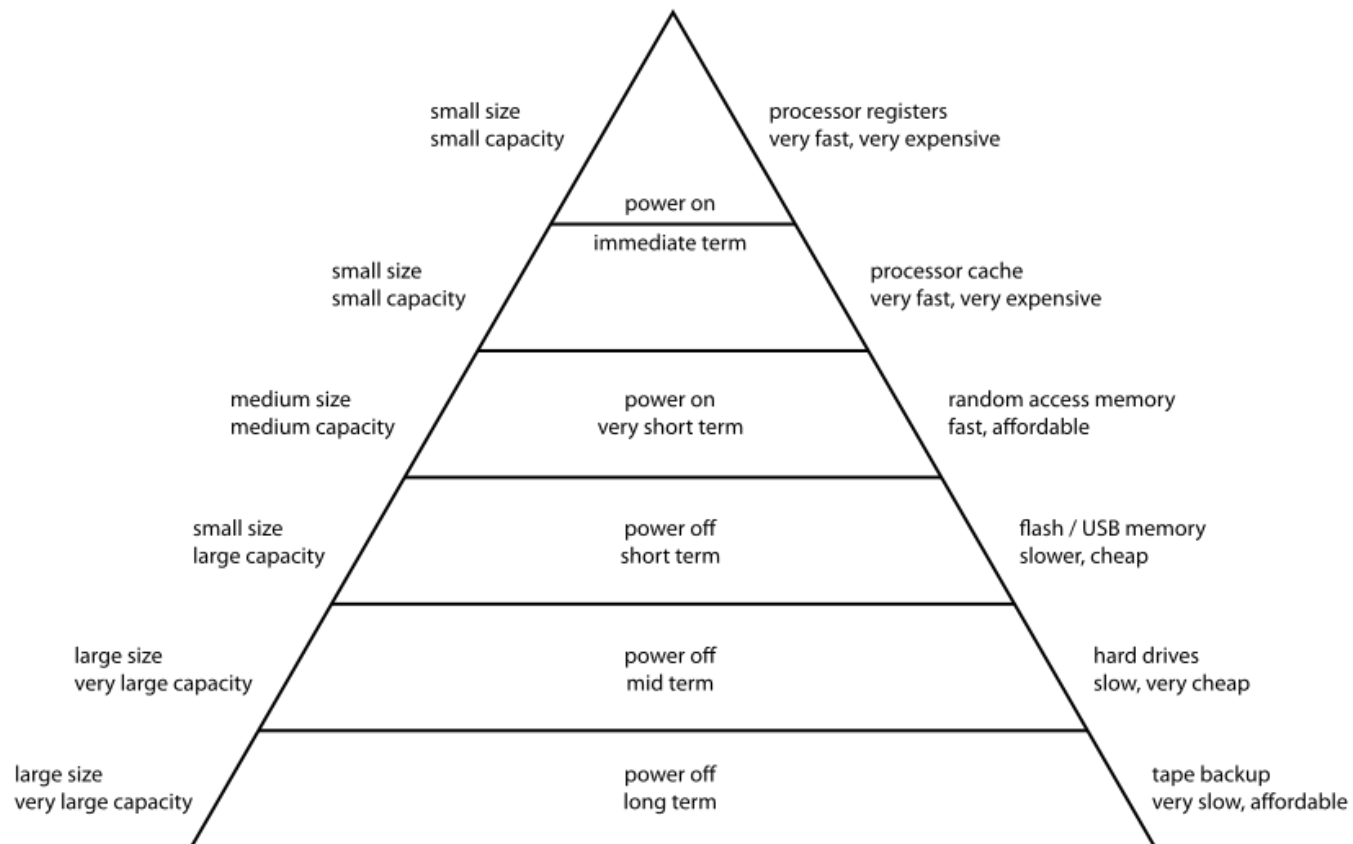 small size
small capacity
processor registers
very fast, very expensive
power on
immediate term
small size
small capacity
processor cache
very fast, very expensive
medium size
medium capacity
power on
very short term
random access memory
fast, affordable
small size
large capacity
power off
short term
flash / USB memory
slower, cheap
large size
very large capacity
power off
mid term
hard drives
slow, very cheap
large size
very large capacity
power off
long term
tape backup
very slow, affordable